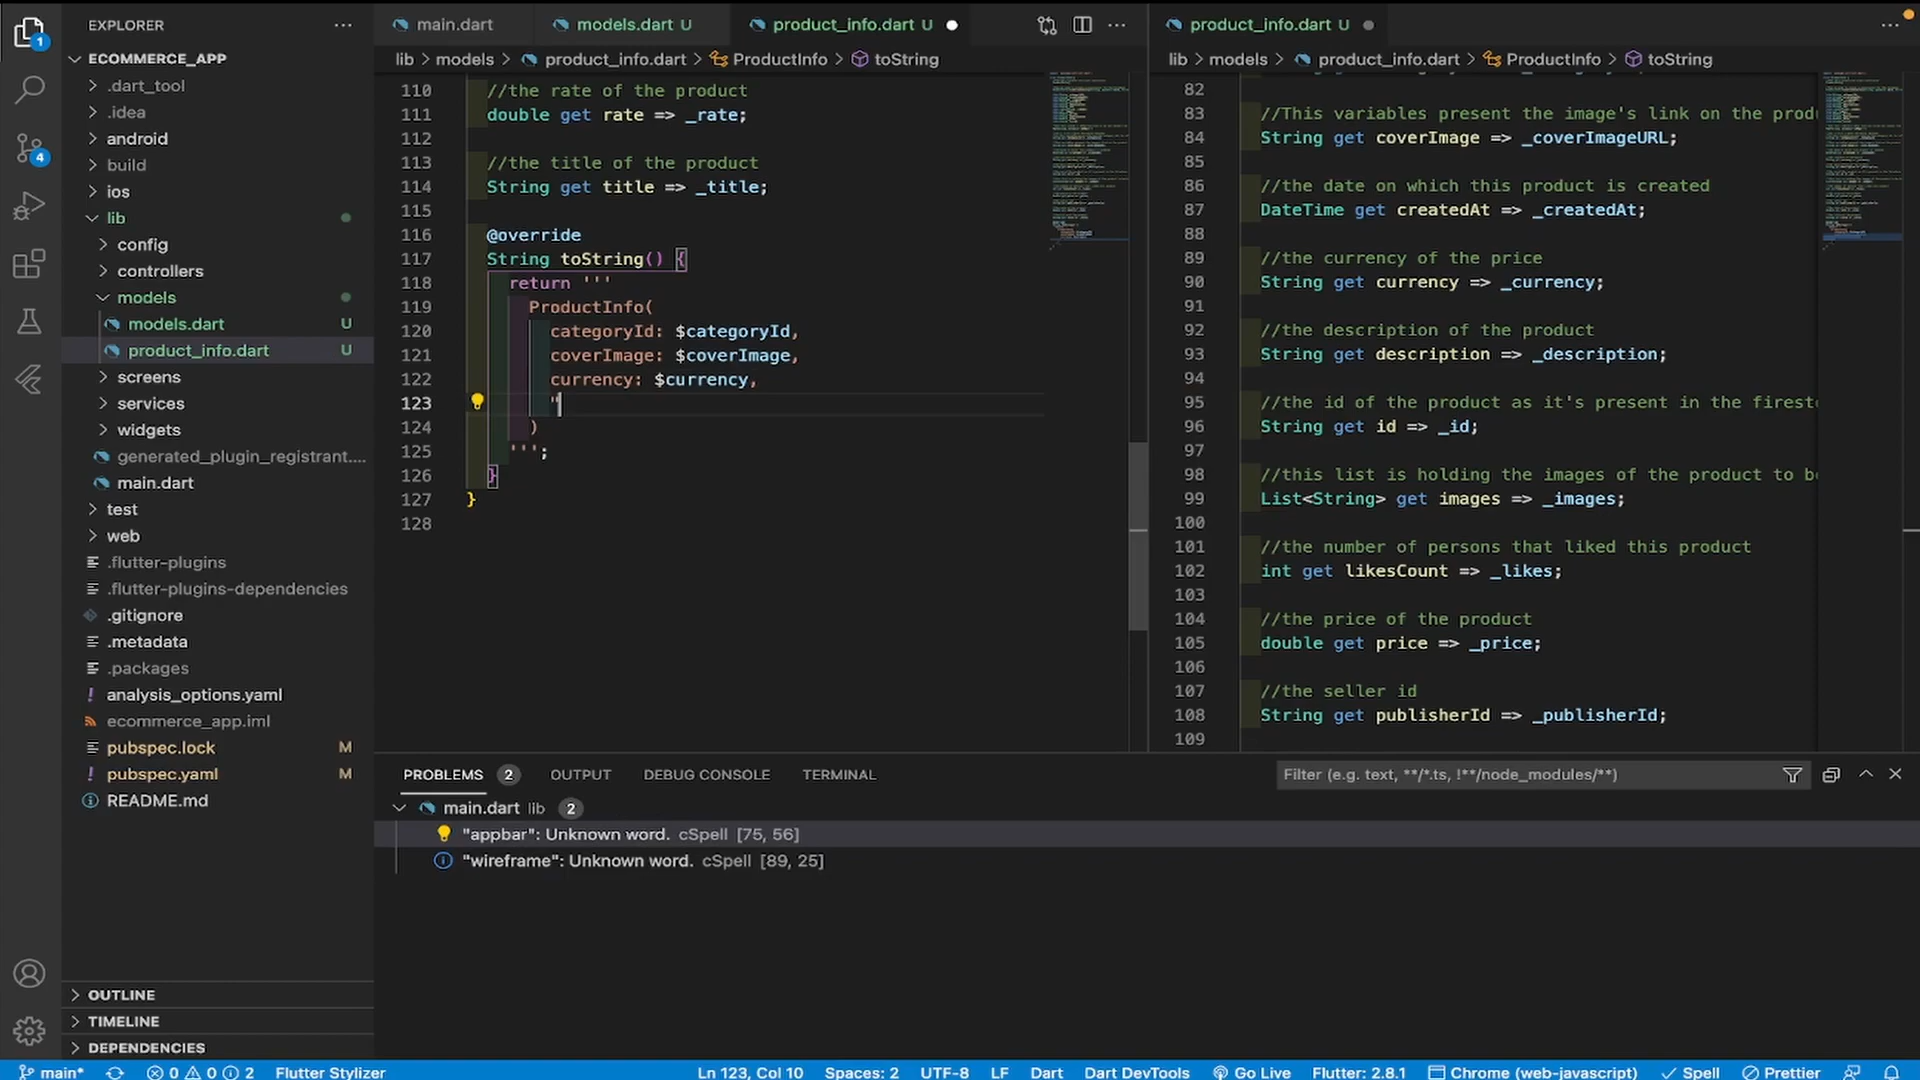 EXPLORER
ECOMMERCE_APP
.dart_tool
.idea
android
build
ios
lib
config
controllers
models
models.dart U
product_info.dart U
screens
services
widgets
generated_plugin_registrant....
main.dart
test
web
.flutter-plugins
.flutter-plugins-dependencies
.gitignore
.metadata
.packages
analysis_options.yaml
ecommerce_app.iml
pubspec.lock M
pubspec.yaml M
README.md
OUTLINE
TIMELINE
DEPENDENCIES
1
4
main.dart models.dart U product_info.dart U
lib > models > product_info.dart > ProductInfo > toString
110 //the rate of the product
111 double get rate => _rate;
112
113 //the title of the product
114 String get title => _title;
115
116 @override
117 String toString() {
118 return '''
119 ProductInfo(
120 categoryId: $categoryId,
121 coverImage: $coverImage,
122 currency: $currency,
123 "
124 )
125 ''';
126 }
127 }
128
product_info.dart U
lib > models > product_info.dart > ProductInfo > toString
82
83 //This variables present the image's link on the prod
84 String get coverImage => _coverImageURL;
85
86 //the date on which this product is created
87 DateTime get createdAt => _createdAt;
88
89 //the currency of the price
90 String get currency => _currency;
91
92 //the description of the product
93 String get description => _description;
94
95 //the id of the product as it's present in the firest
96 String get id => _id;
97
98 //this list is holding the images of the product to b
99 List<String> get images => _images;
100
101 //the number of persons that liked this product
102 int get likesCount => _likes;
103
104 //the price of the product
105 double get price => _price;
106
107 //the seller id
108 String get publisherId => _publisherId;
109
PROBLEMS 2 OUTPUT DEBUG CONSOLE TERMINAL Filter (e.g. text, **/*.ts, !**/node_modules/**)
main.dart lib 2
"appbar": Unknown word. cSpell [75, 56]
"wireframe": Unknown word. cSpell [89, 25]
main* 0 0 2 Flutter Stylizer Ln 123, Col 10 Spaces: 2 UTF-8 LF Dart Dart DevTools Go Live Flutter: 2.8.1 Chrome (web-javascript) Spell Prettier